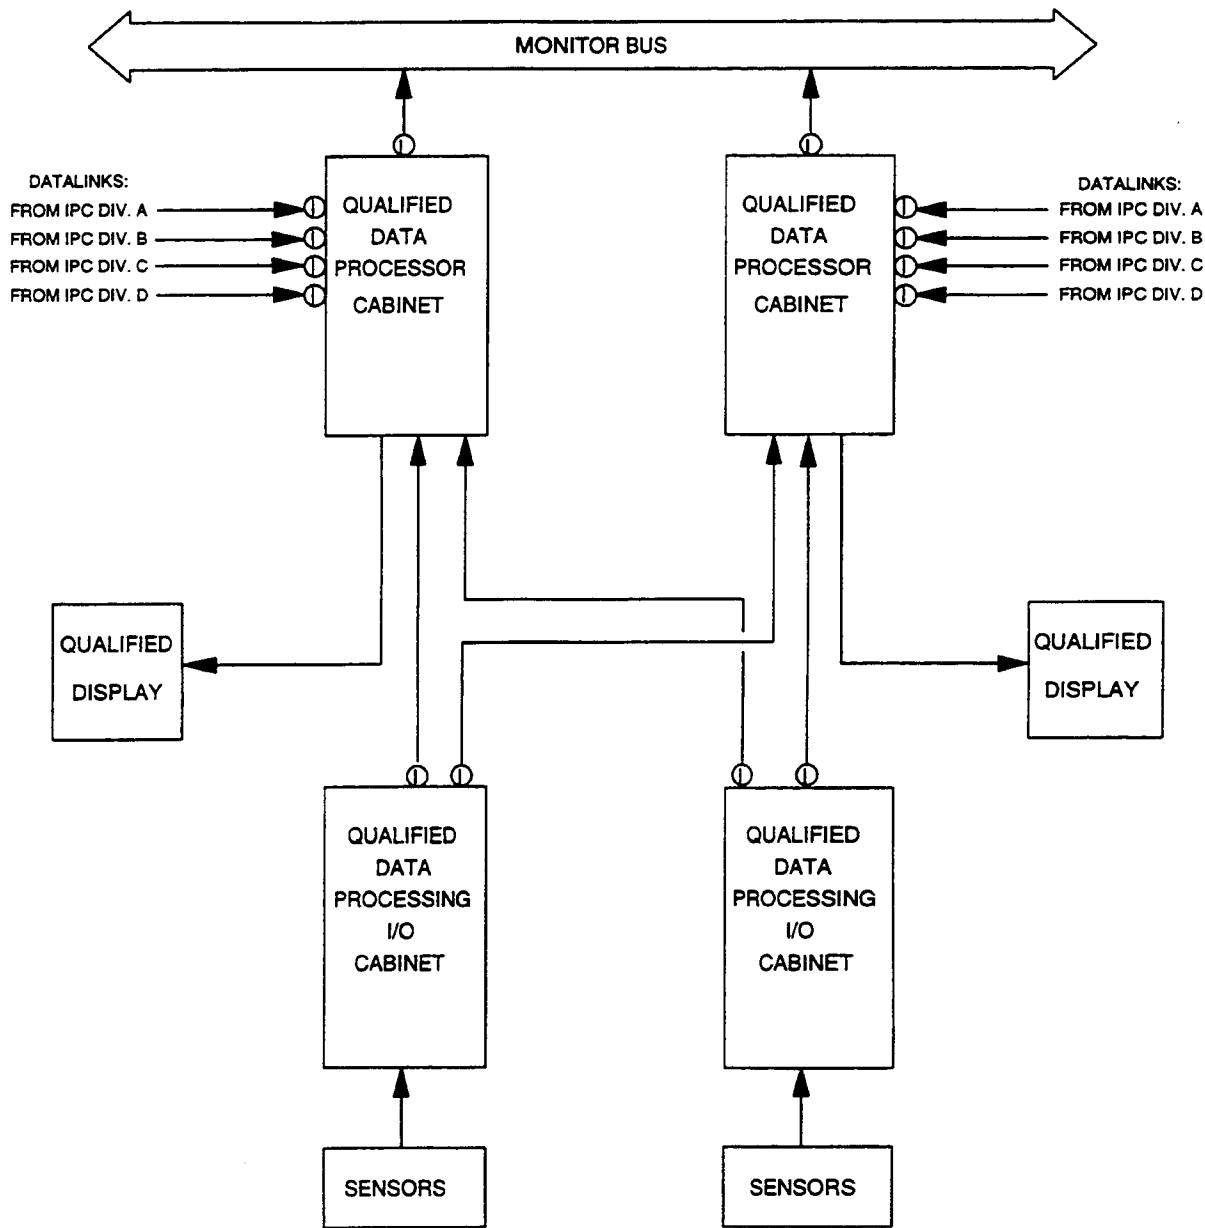 MONITOR BUS
DATALINKS:
FROM IPC DIV. A
FROM IPC DIV. B
FROM IPC DIV. C
FROM IPC DIV. D
QUALIFIED
DATA
PROCESSOR
CABINET
QUALIFIED
DATA
PROCESSOR
CABINET
DATALINKS:
FROM IPC DIV. A
FROM IPC DIV. B
FROM IPC DIV. C
FROM IPC DIV. D
QUALIFIED
DISPLAY
QUALIFIED
DISPLAY
QUALIFIED
DATA
PROCESSING
I/O
CABINET
QUALIFIED
DATA
PROCESSING
I/O
CABINET
SENSORS
SENSORS